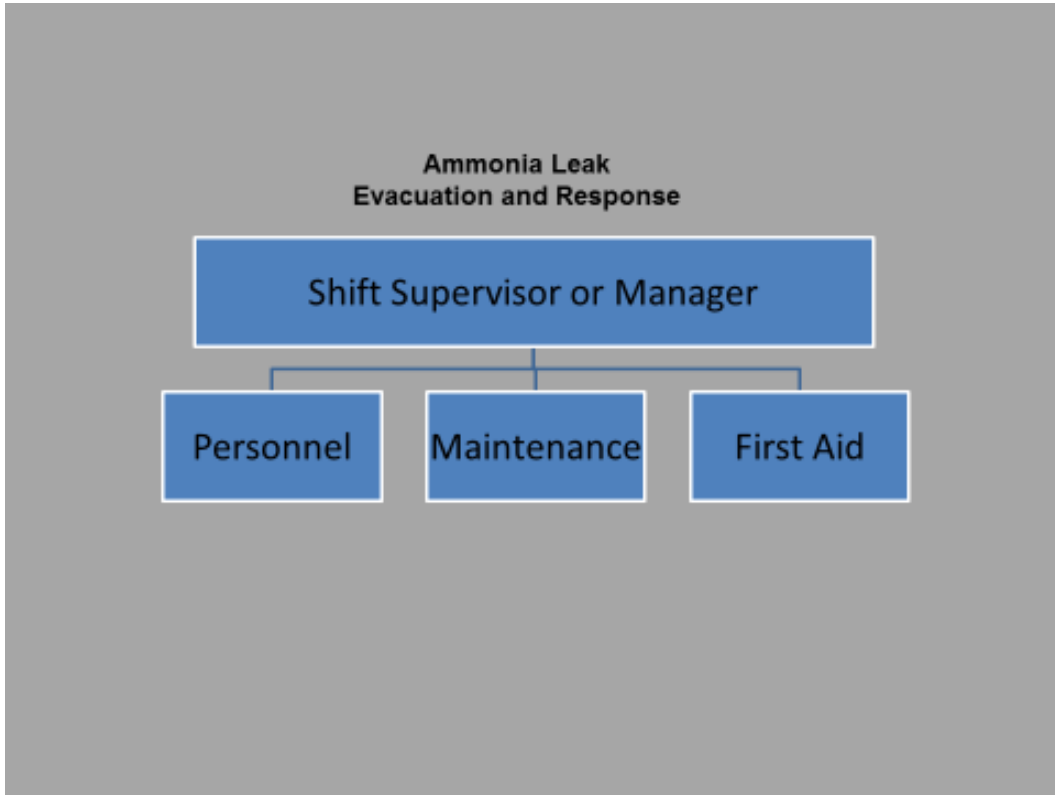 Ammonia Leak
Evacuation and Response
Shift Supervisor or Manager
Personnel
Maintenance
First Aid